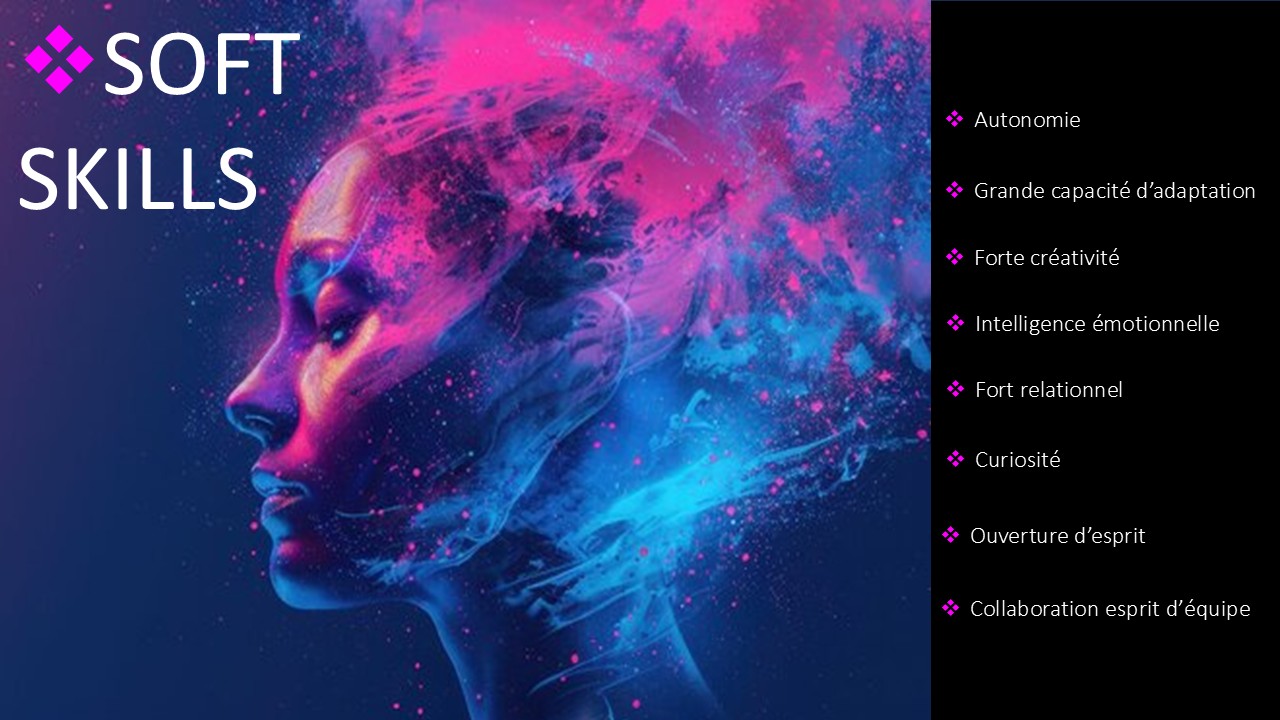 SOFT
SKILLS
Autonomie
Grande capacité d’adaptation
Forte créativité
Intelligence émotionnelle
Fort relationnel
Curiosité
Ouverture d’esprit
Collaboration esprit d’équipe